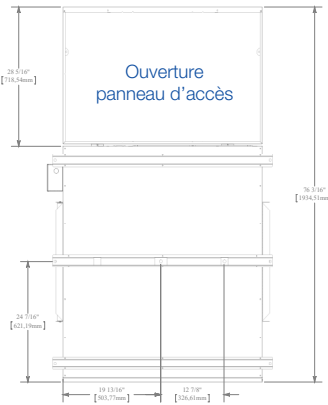 Ouverture
panneau d'accès
28 5/16"
[718,54mm]
76 3/16"
[1934,51mm]
24 7/16"
[621,19mm]
19 13/16"
[503,77mm]
12 7/8"
[326,61mm]